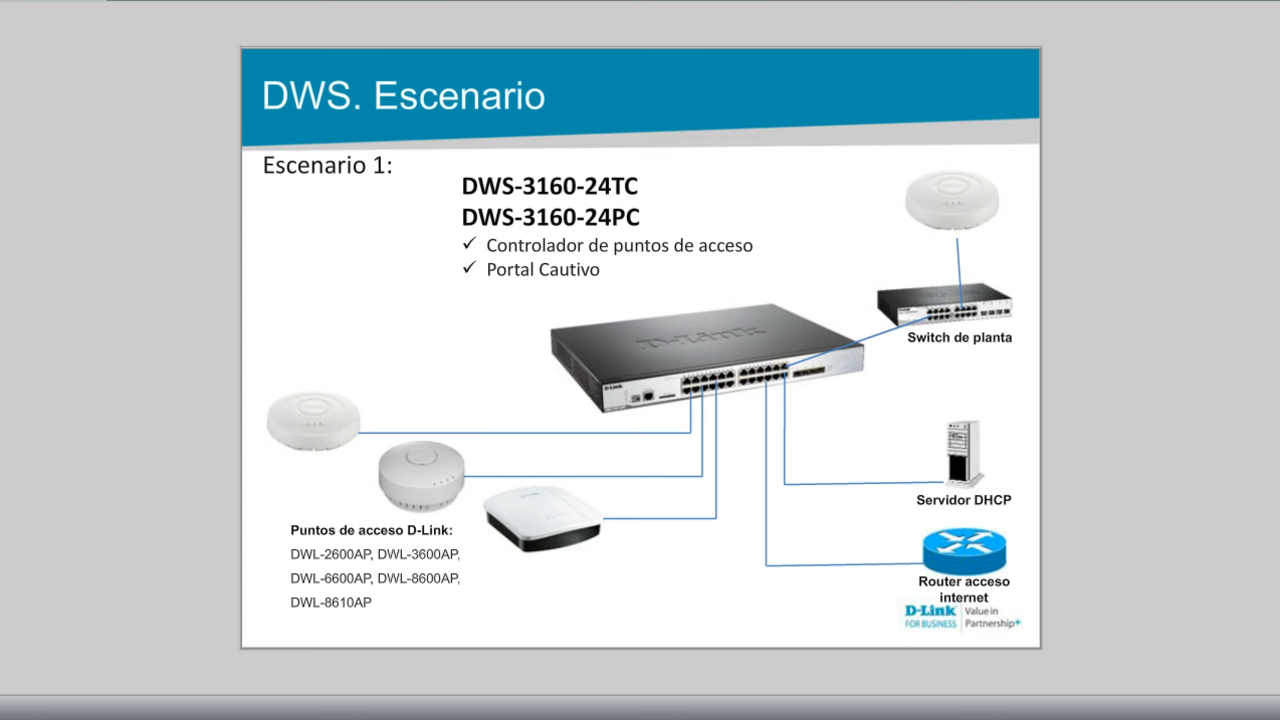 DWS. Escenario
Escenario 1:
DWS-3160-24TC
DWS-3160-24PC
✓ Controlador de puntos de acceso
✓ Portal Cautivo
D-Link
D-Link
Switch de planta
Servidor DHCP
Puntos de acceso D-Link:
DWL-2600AP, DWL-3600AP,
DWL-6600AP, DWL-8600AP,
DWL-8610AP
Router acceso
internet
D-Link
FOR BUSINESS
Value in
Partnership+